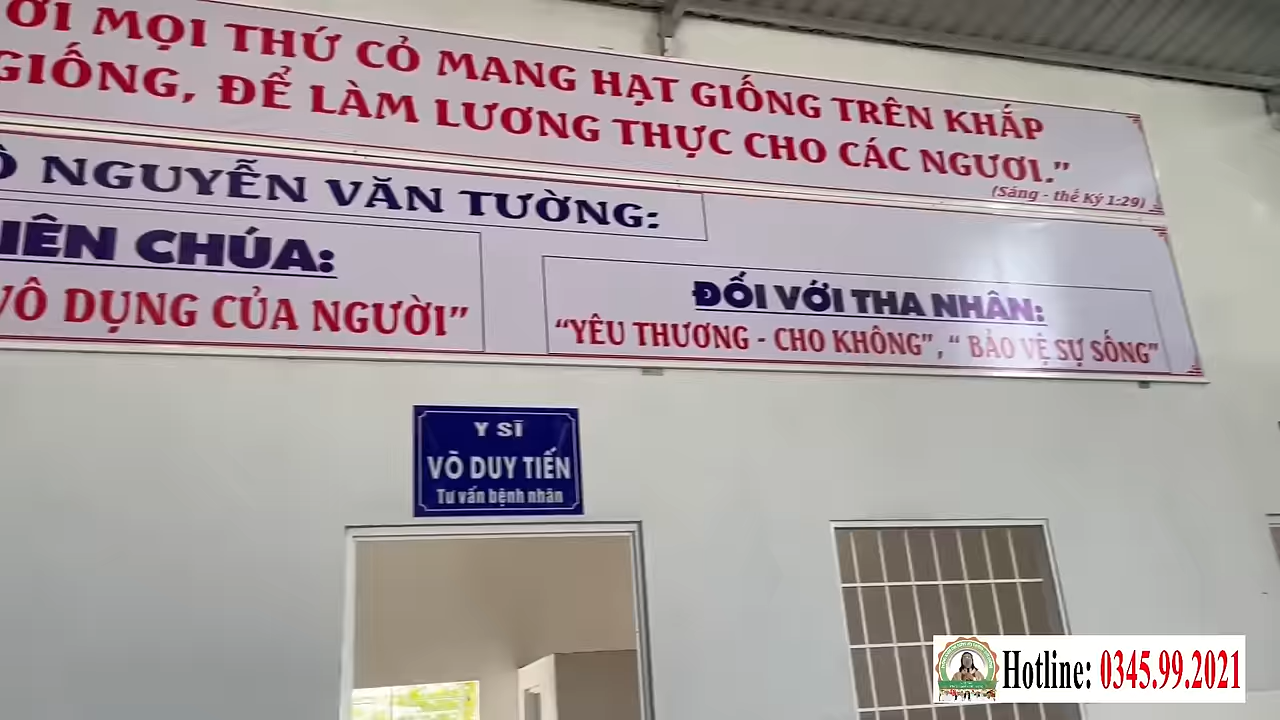 MỌI THỨ CỎ MANG HẠT GIỐNG TRÊN KHẮP
GIỐNG, ĐỂ LÀM LƯƠNG THỰC CHO CÁC NGƯƠI.”
(Sáng - thế Ký 1:29)
NGUYỄN VĂN TƯỜNG:
CHÚA:
VÔ DỤNG CỦA NGƯỜI”
ĐỐI VỚI THA NHÂN:
“YÊU THƯƠNG - CHO KHÔNG”, “ BẢO VỆ SỰ SỐNG”
Y SĨ
VÕ DUY TIẾN
Tư vấn bệnh nhân
Hotline: 0345.99.2021